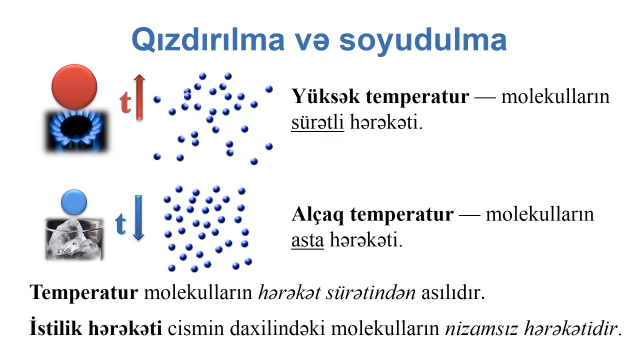 Qızdırılma və soyudulma
t
Yüksək temperatur — molekulların
sürətli hərəkəti.
t
Alçaq temperatur — molekulların
asta hərəkəti.
Temperatur molekulların hərəkət sürətindən asılıdır.
İstilik hərəkəti cismin daxilindəki molekulların nizamsız hərəkətidir.